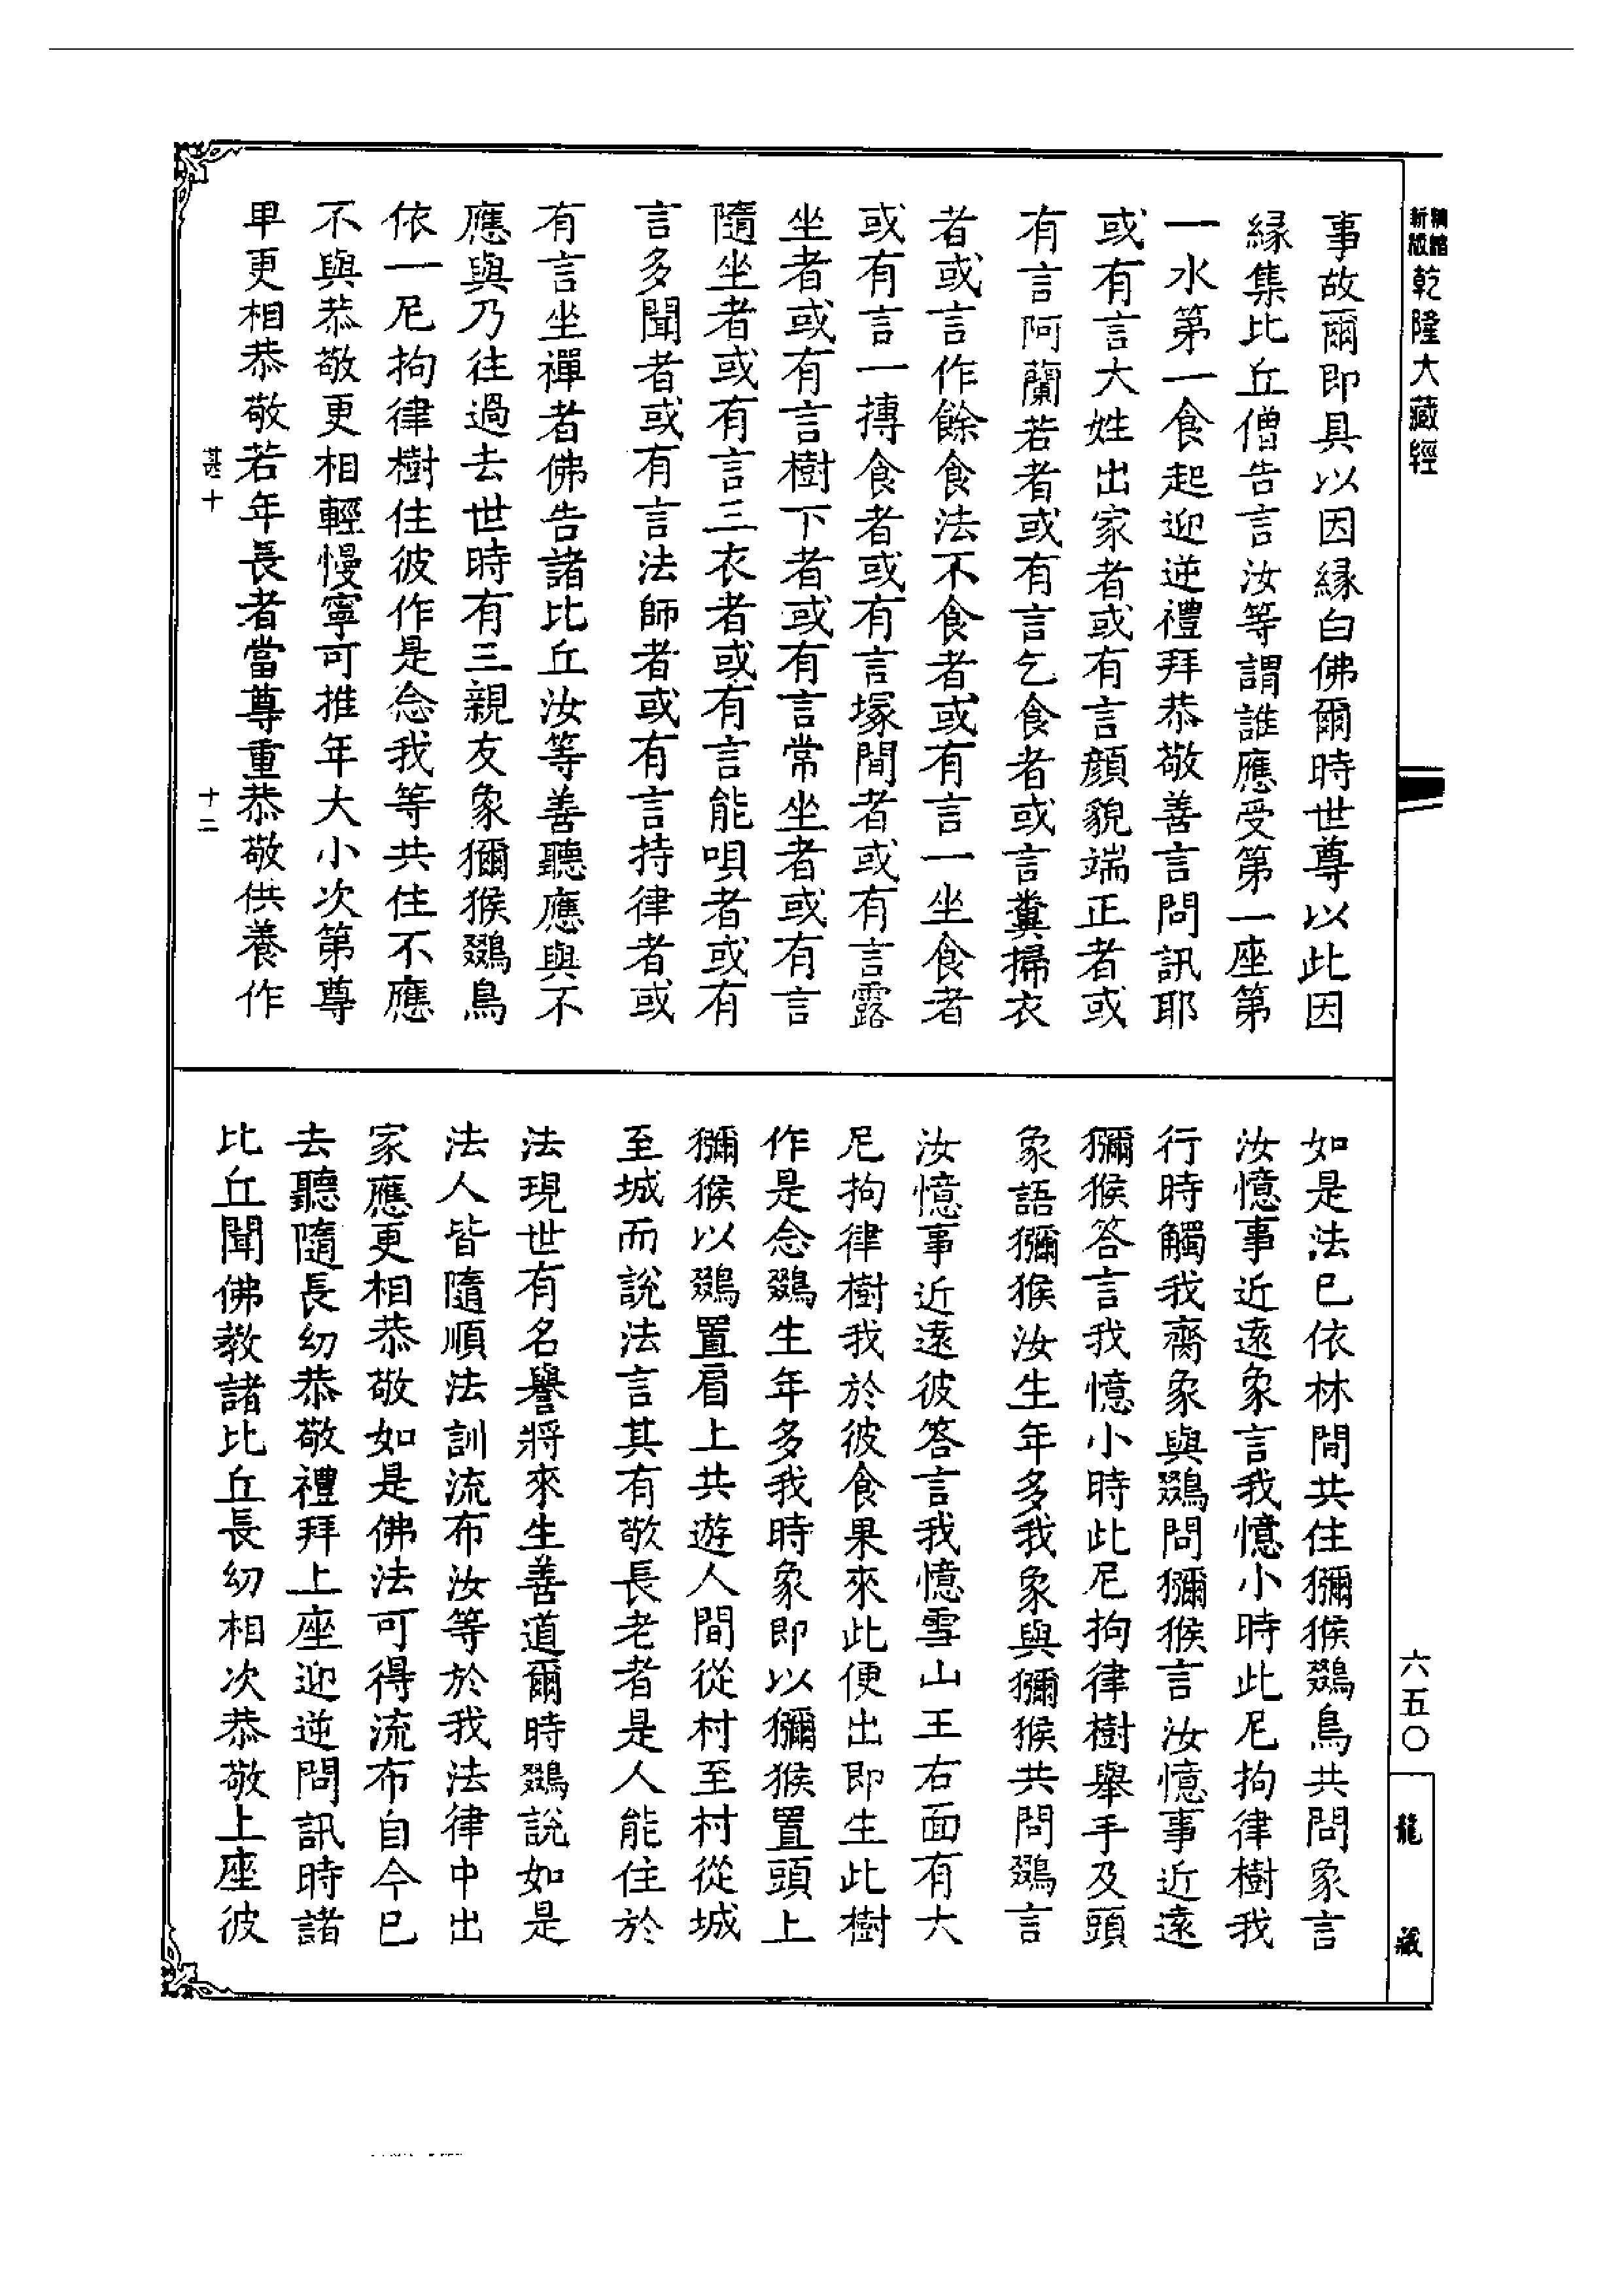 新版
精縮
乾隆大藏經
事故爾即具以因緣白佛爾時世尊以此因
緣集比丘僧告言汝等謂誰應受第一座第
一水第一食起迎逆禮拜恭敬善言問訊耶
或有言大姓出家者或有言顏貌端正者或
有言阿蘭若者或有言乞食者或言糞掃衣
者或言作餘食法不食者或有言一坐食者
或有言一摶食者或有言塚間者或有言露
坐者或有言樹下者或有言常坐者或有言
隨坐者或有言三衣者或有言能唄者或有
言多聞者或有言法師者或有言持律者或
有言坐禪者佛告諸比丘汝等善聽應與不
應與乃往過去世時有三親友象獼猴鵽鳥
依一尼拘律樹住彼作是念我等共住不應
不與恭敬更相輕慢寧可推年大小次第尊
卑更相恭敬若年長者當尊重恭敬供養作
甚十
十二
如是法已依林間共住獼猴鵽鳥共問象言
汝憶事近遠象言我憶小時此尼拘律樹我
行時觸我齊象與鵽問獼猴言汝憶事近遠
獼猴答言我憶小時此尼拘律樹舉手及頭
象語獼猴汝生年多我象與獼猴共問鵽言
汝憶事近遠彼答言我憶雪山王右面有大
尼拘律樹我於彼食果來此便出即生此樹
作是念鵽生年多我時象即以獼猴置頭上
獼猴以鵽置肩上共遊人間從村至村從城
至城而說法言其有敬長老者是人能住於
法現世有名譽將來生善道爾時鵽說如是
法人皆隨順法訓流布汝等於我法律中出
家應更相恭敬如是佛法可得流布自今已
去聽隨長幼恭敬禮拜上座迎逆問訊時諸
比丘聞佛教諸比丘長幼相次恭敬上座彼
六五〇
龍藏